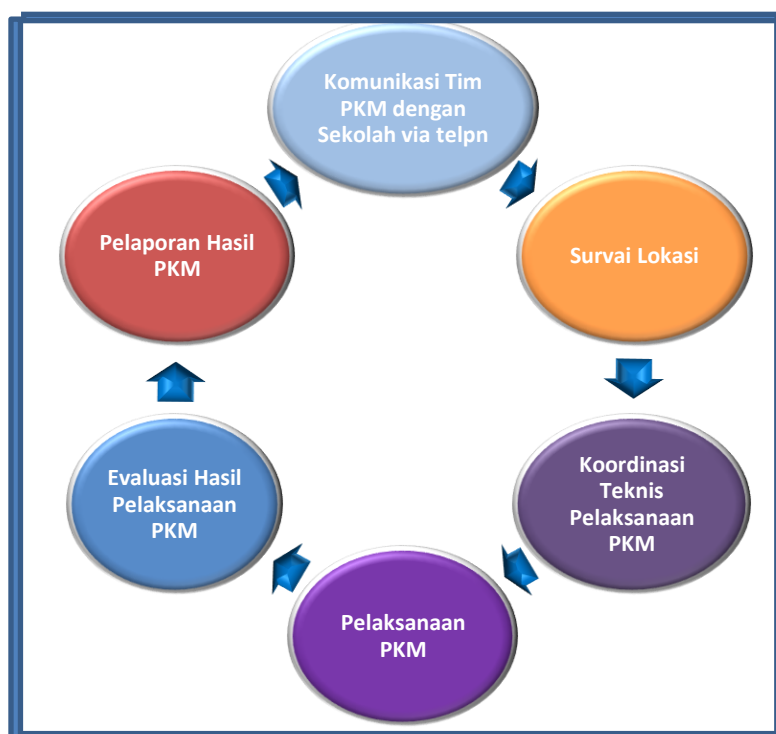 Komunikasi Tim
PKM dengan
Sekolah via telpn
Survai Lokasi
Koordinasi
Teknis
Pelaksanaan
PKM
Pelaksanaan
PKM
Evaluasi Hasil
Pelaksanaan
PKM
Pelaporan Hasil
PKM